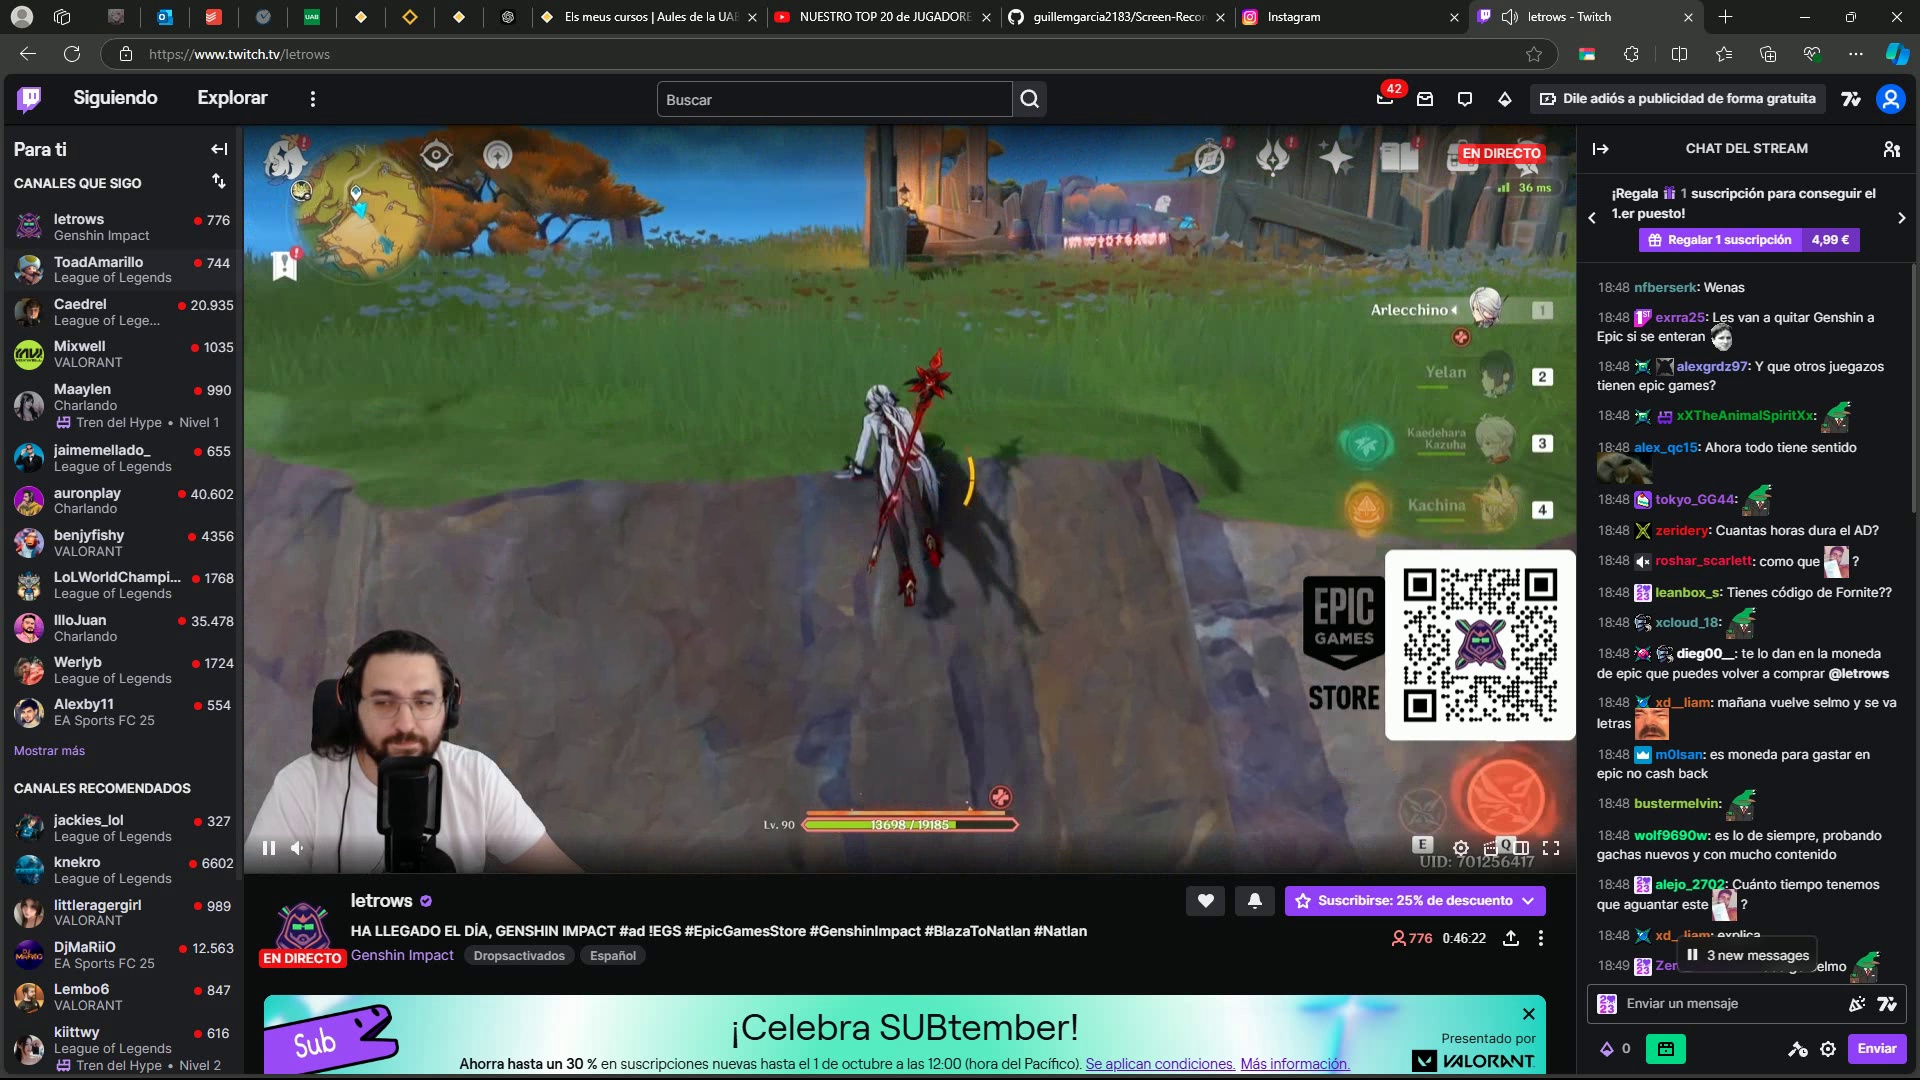 Els meus cursos | Aules de la UAB
NUESTRO TOP 20 de JUGADORE
guillemgarcia2183/Screen-Recor
Instagram
letrows - Twitch
https://www.twitch.tv/letrows
Siguiendo
Explorar
Buscar
42
Dile adiós a publicidad de forma gratuita
Para ti
CANALES QUE SIGO
letrows 776
Genshin Impact
ToadAmarillo 744
League of Legends
Caedrel 20.935
League of Lege...
Mixwell 1035
VALORANT
Maaylen 990
Charlando
Tren del Hype • Nivel 1
jaimemellado_ 655
League of Legends
auronplay 40.602
Charlando
benjyfishy 4356
VALORANT
LoLWorldChampi... 1768
League of Legends
IlloJuan 35.478
Charlando
Werlyb 1724
League of Legends
Alexby11 554
EA Sports FC 25
Mostrar más
CANALES RECOMENDADOS
jackies_lol 327
League of Legends
knekro 6602
League of Legends
littleragergirl 989
VALORANT
DjMaRiiO 12.563
EA Sports FC 25
Lembo6 847
VALORANT
kiittwy 616
League of Legends
Tren del Hype • Nivel 2
N
EN DIRECTO
36 ms
Arlecchino 1
Yelan 2
Kaedehara
Kazuha 3
Kachina 4
EPIC
GAMES
STORE
Lv. 90 13698 / 19185
E Q
UID: 701256417
letrows
Suscribirse: 25% de descuento
HA LLEGADO EL DÍA, GENSHIN IMPACT #ad !EGS #EpicGamesStore #GenshinImpact #BlazaToNatlan #Natlan
776 0:46:22
EN DIRECTO
Genshin Impact Dropsactivados Español
Sub
¡Celebra SUBtember!
Ahorra hasta un 30 % en suscripciones nuevas hasta el 1 de octubre a las 12:00 (hora del Pacífico). Se aplican condiciones. Más información.
Presentado por
VALORANT
CHAT DEL STREAM
¡Regala 1 suscripción para conseguir el
1.er puesto!
Regalar 1 suscripción 4,99 €
18:48 nfberserk: Wenas
18:48 1ST exrra25: Les van a quitar Genshin a
Epic si se enteran
18:48 alexgrdz97: Y que otros juegazos
tienen epic games?
18:48 xXTheAnimalSpiritXx:
18:48 alex_qc15: Ahora todo tiene sentido
18:48 tokyo_GG44:
18:48 zeridery: Cuantas horas dura el AD?
18:48 roshar_scarlett: como que ?
18:48 leanbox_s: Tienes código de Fornite??
18:48 xcloud_18:
18:48 dieg00__: te lo dan en la moneda
de epic que puedes volver a comprar @letrows
18:48 xd__liam: mañana vuelve selmo y se va
letras
18:48 m0lsan: es moneda para gastar en
epic no cash back
18:48 bustermelvin:
18:48 wolf9690w: es lo de siempre, probando
gachas nuevos y con mucho contenido
18:48 alejo_2702: Cuánto tiempo tenemos
que aguantar este ?
18:48 xd__liam: explica
3 new messages
18:49 Zer
elmo
Enviar un mensaje
0
Enviar